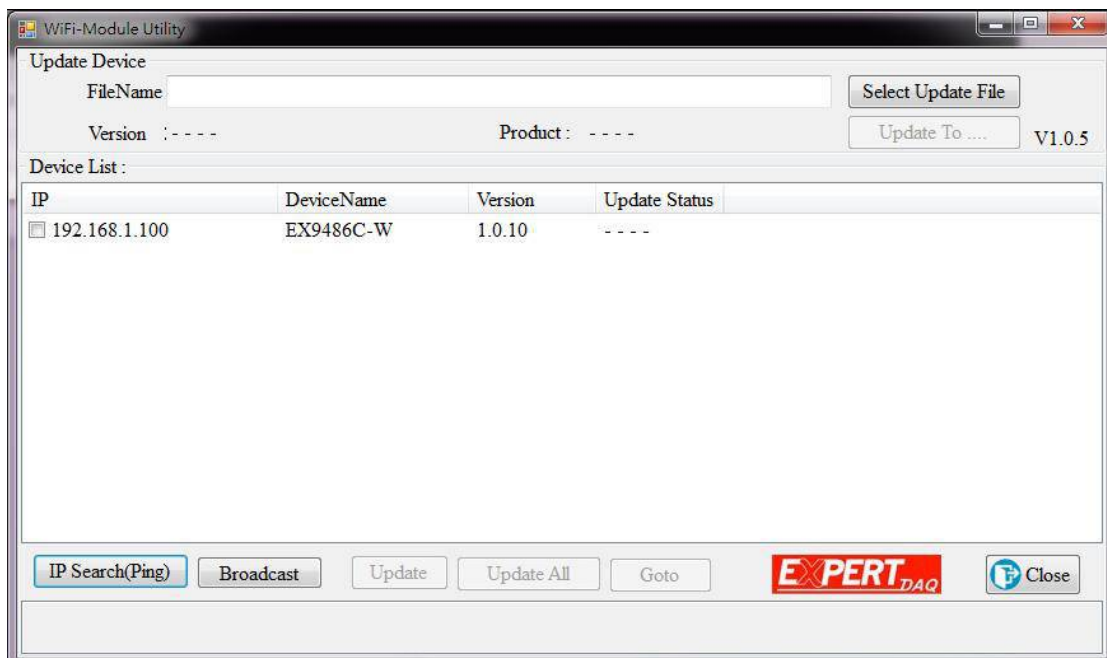 WiFi-Module Utility
Update Device
FileName Select Update File
Version :- - - - Product : - - - - Update To .... V1.0.5
Device List :
IP DeviceName Version Update Status
192.168.1.100 EX9486C-W 1.0.10 - - - -
IP Search(Ping) Broadcast Update Update All Goto EXPERT DAQ Close